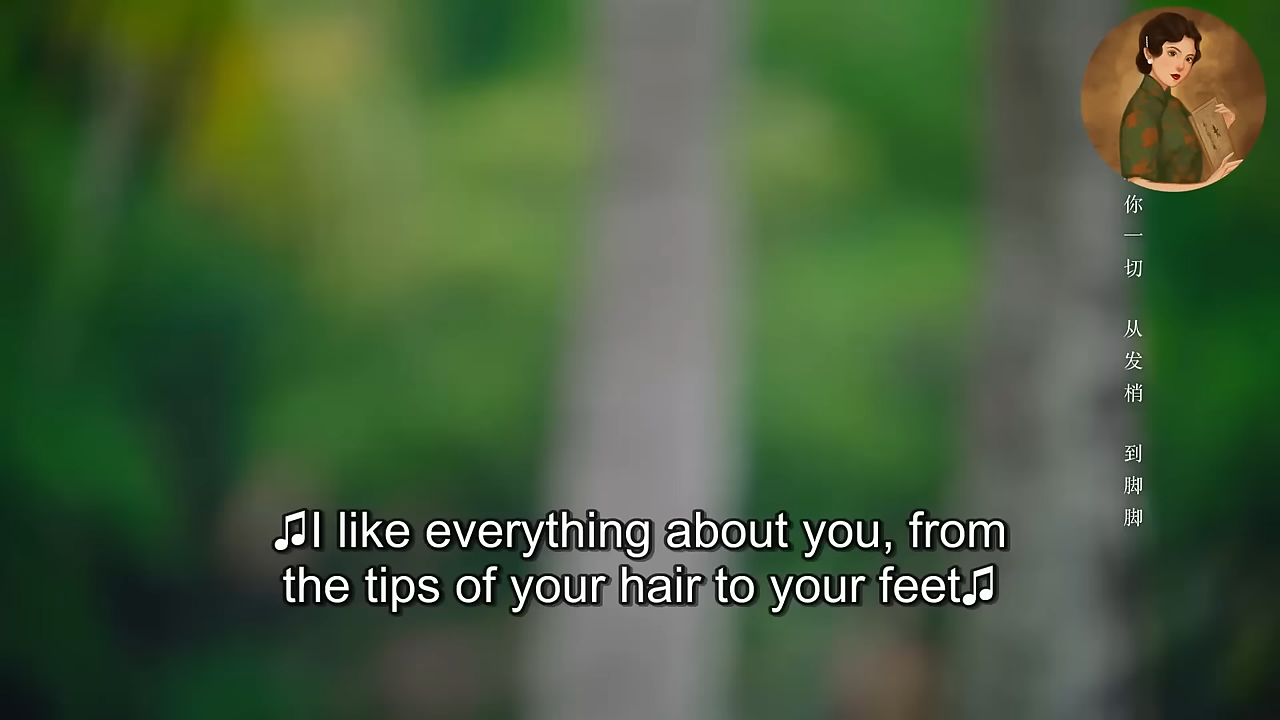 你一切 从发梢 到脚脚
♫I like everything about you, from
the tips of your hair to your feet♫